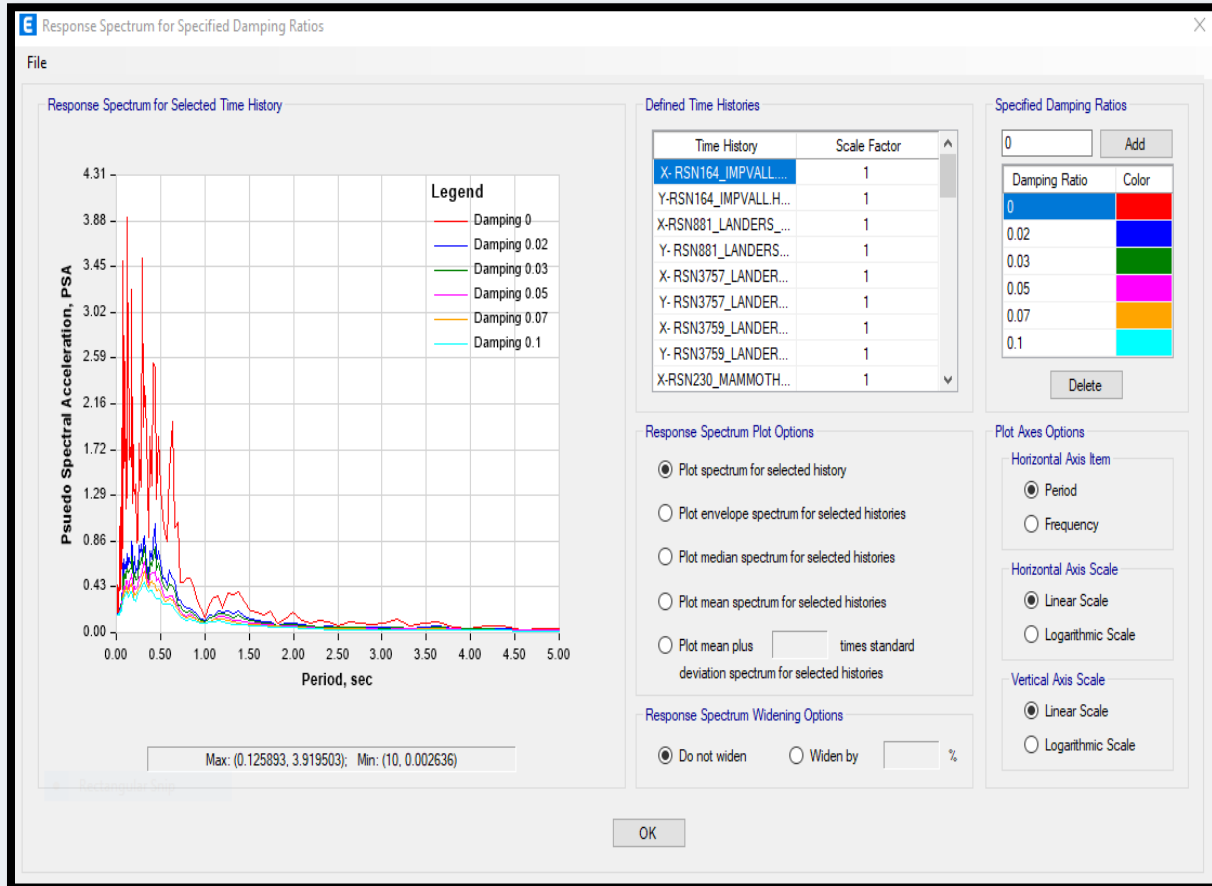 E Response Spectrum for Specified Damping Ratios X
File
Response Spectrum for Selected Time History
4.31
3.88
3.45
3.02
2.59
2.16
1.72
1.29
0.86
0.43
0.00
Psuedo Spectral Acceleration, PSA
Legend
Damping 0
Damping 0.02
Damping 0.03
Damping 0.05
Damping 0.07
Damping 0.1
0.00 0.50 1.00 1.50 2.00 2.50 3.00 3.50 4.00 4.50 5.00
Period, sec
Max: (0.125893, 3.919503); Min: (10, 0.002636)
Rectangular Snip
Defined Time Histories
Time History Scale Factor
X- RSN164_IMPVALL.... 1
Y-RSN164_IMPVALL.H... 1
X-RSN881_LANDERS_... 1
Y- RSN881_LANDERS... 1
X- RSN3757_LANDER... 1
Y- RSN3757_LANDER... 1
X- RSN3759_LANDER... 1
Y- RSN3759_LANDER... 1
X-RSN230_MAMMOTH... 1
Response Spectrum Plot Options
Plot spectrum for selected history
Plot envelope spectrum for selected histories
Plot median spectrum for selected histories
Plot mean spectrum for selected histories
Plot mean plus times standard
deviation spectrum for selected histories
Response Spectrum Widening Options
Do not widen Widen by %
Specified Damping Ratios
0 Add
Damping Ratio Color
0
0.02
0.03
0.05
0.07
0.1
Delete
Plot Axes Options
Horizontal Axis Item
Period
Frequency
Horizontal Axis Scale
Linear Scale
Logarithmic Scale
Vertical Axis Scale
Linear Scale
Logarithmic Scale
OK